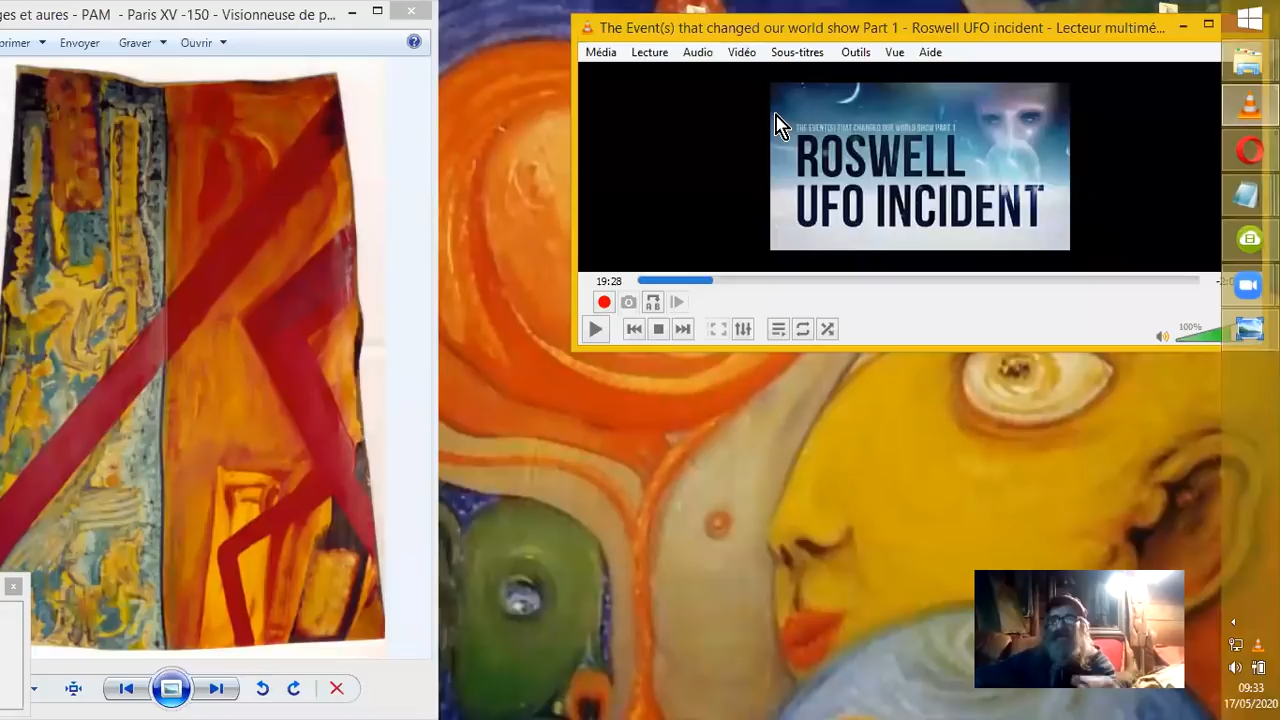 ges et aures - PAM - Paris XV -150 - Visionneuse de p...
primer
Envoyer
Graver
Ouvrir
The Event(s) that changed our world show Part 1 - Roswell UFO incident - Lecteur multimé...
Média
Lecture
Audio
Vidéo
Sous-titres
Outils
Vue
Aide
THE EVENT(S) THAT CHANGED OUR WORLD SHOW PART 1
ROSWELL
UFO INCIDENT
19:28
100%
09:33
17/05/2020